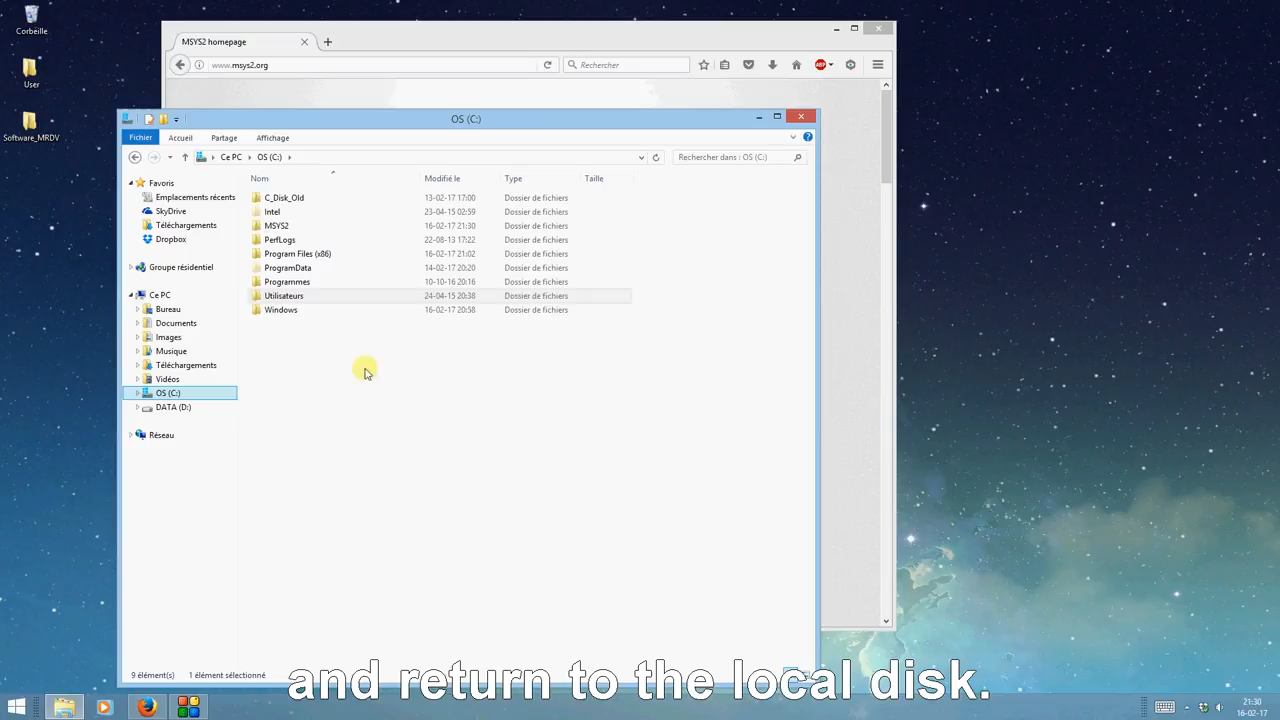 Corbeille
User
Software_MRDV
MSYS2 homepage
www.msys2.org
Rechercher
ABP
OS (C:)
Fichier Accueil Partage Affichage
Ce PC OS (C:)
Rechercher dans : OS (C:)
Nom Modifié le Type Taille
Favoris
Emplacements récents
SkyDrive
Téléchargements
Dropbox
Groupe résidentiel
Ce PC
Bureau
Documents
Images
Musique
Téléchargements
Vidéos
OS (C:)
DATA (D:)
Réseau
C_Disk_Old 13-02-17 17:00 Dossier de fichiers
Intel 23-04-15 02:59 Dossier de fichiers
MSYS2 16-02-17 21:30 Dossier de fichiers
PerfLogs 22-08-13 17:22 Dossier de fichiers
Program Files (x86) 16-02-17 21:02 Dossier de fichiers
ProgramData 14-02-17 20:20 Dossier de fichiers
Programmes 10-10-16 20:16 Dossier de fichiers
Utilisateurs 24-04-15 20:38 Dossier de fichiers
Windows 16-02-17 20:58 Dossier de fichiers
9 élément(s) 1 élément sélectionné
and return to the local disk.
21:30
16-02-17